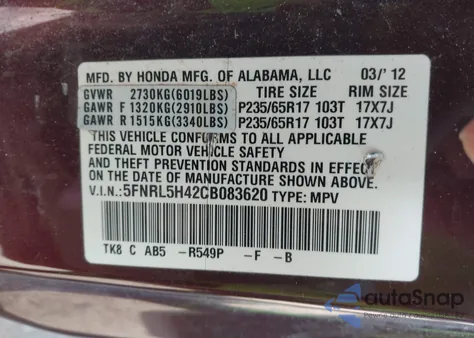 MFD. BY HONDA MFG. OF ALABAMA, LLC 03/'12
GVWR 2730KG(6019LBS) TIRE SIZE RIM SIZE
GAWR F 1320KG(2910LBS) P235/65R17 103T 17X7J
GAWR R 1515KG(3340LBS) P235/65R17 103T 17X7J
THIS VEHICLE CONFORMS TO ALL APPLICABLE
FEDERAL MOTOR VEHICLE SAFETY
AND THEFT PREVENTION STANDARDS IN EFFECT
ON THE DATE OF MANUFACTURE SHOWN ABOVE.
V.I.N.:5FNRL5H42CB083620 TYPE: MPV
TK8 C AB5 -R549P -F -B
autoSnap